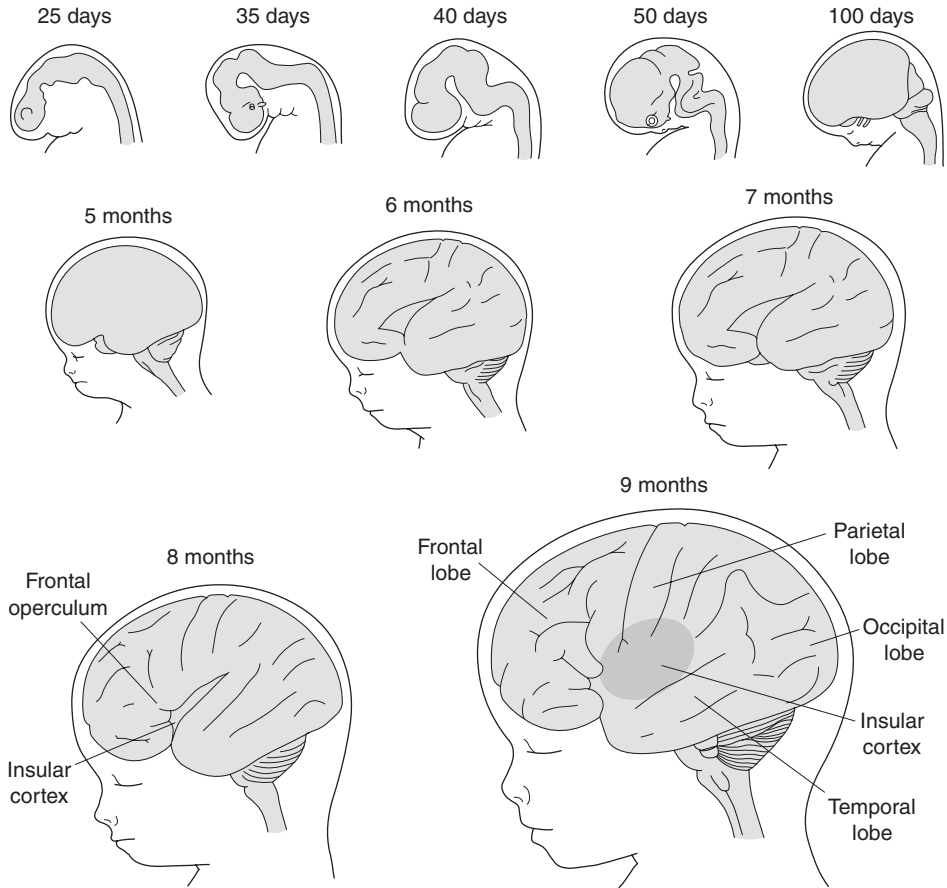 25 days
35 days
40 days
50 days
100 days
5 months
6 months
7 months
8 months
Frontal
operculum
Insular
cortex
9 months
Frontal
lobe
Parietal
lobe
Occipital
lobe
Insular
cortex
Temporal
lobe